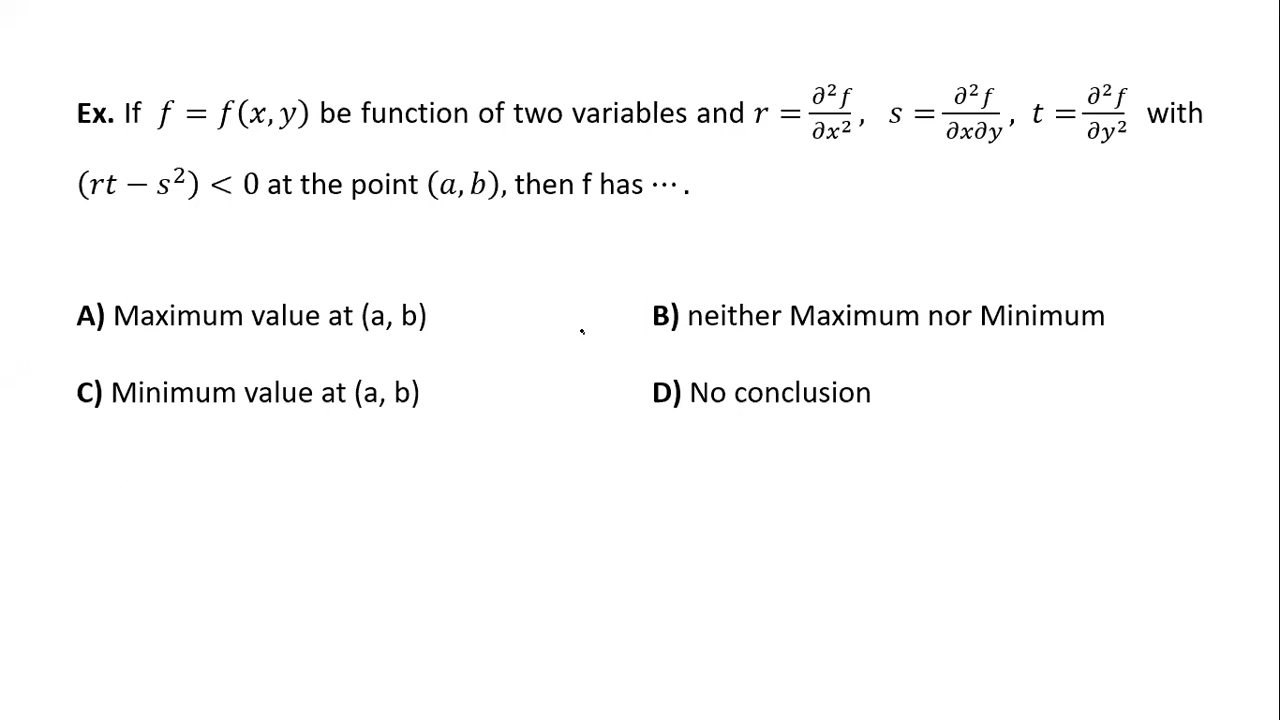 Ex. If f = f(x, y) be function of two variables and r = ∂²f/∂x², s = ∂²f/∂x∂y, t = ∂²f/∂y² with
(rt − s²) < 0 at the point (a, b), then f has ⋯ .
A) Maximum value at (a, b)
B) neither Maximum nor Minimum
C) Minimum value at (a, b)
D) No conclusion